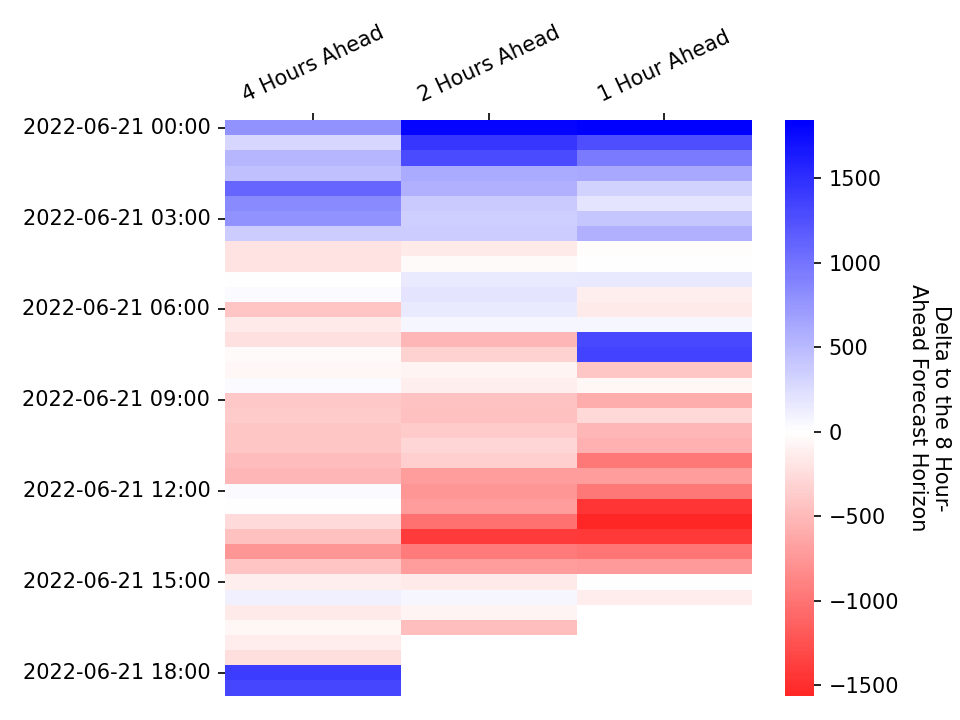 4 Hours Ahead
2 Hours Ahead
1 Hour Ahead
2022-06-21 00:00
2022-06-21 03:00
2022-06-21 06:00
2022-06-21 09:00
2022-06-21 12:00
2022-06-21 15:00
2022-06-21 18:00
1500
1000
500
0
−500
−1000
−1500
Delta to the 8 Hour-
Ahead Forecast Horizon